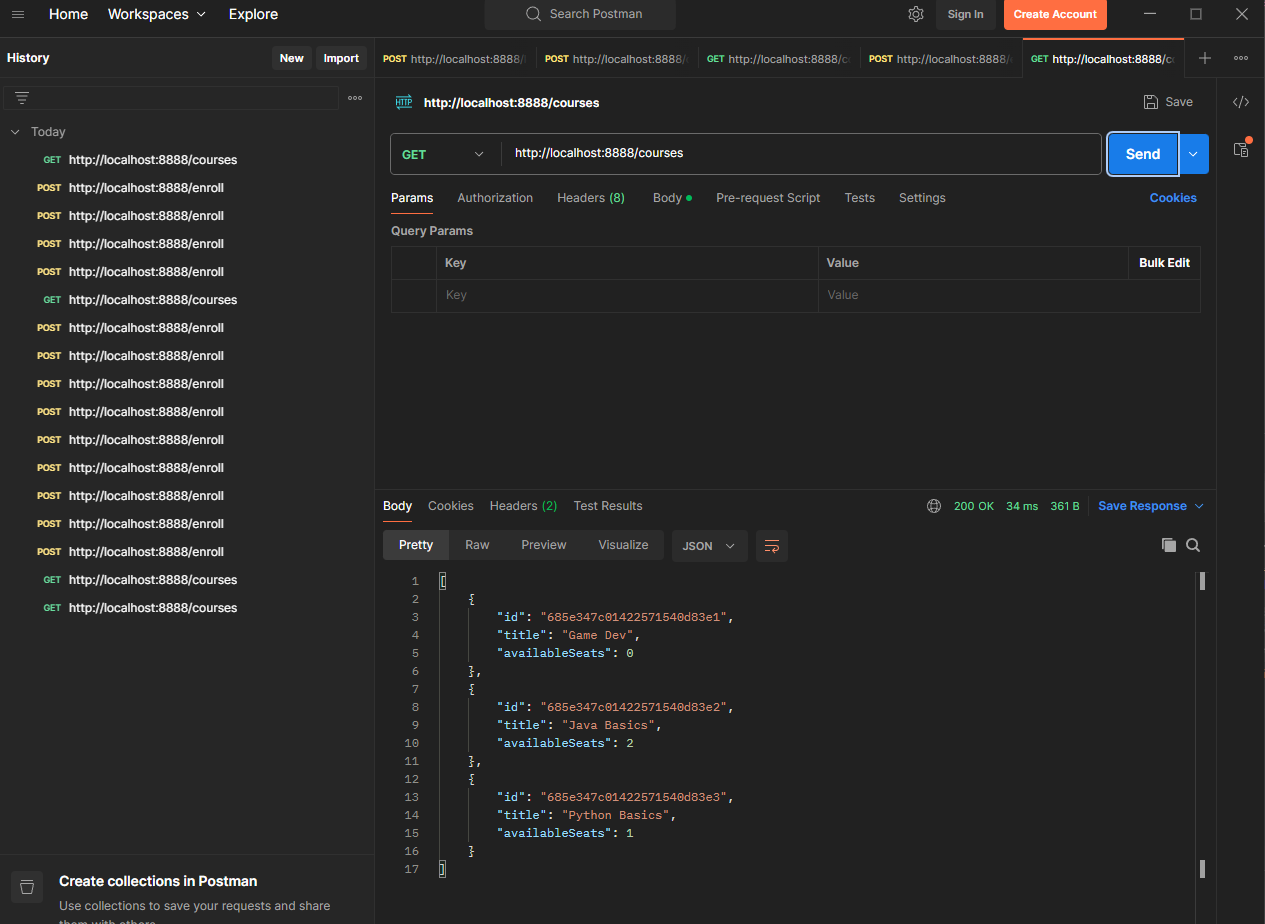 Home Workspaces Explore Search Postman Sign In Create Account
History New Import
POST http://localhost:8888/ POST http://localhost:8888/ GET http://localhost:8888/c POST http://localhost:8888/ GET http://localhost:8888/c
HTTP http://localhost:8888/courses Save
GET http://localhost:8888/courses Send
Params Authorization Headers (8) Body Pre-request Script Tests Settings Cookies
Query Params
Key Value Bulk Edit
Key Value
Today
GET http://localhost:8888/courses
POST http://localhost:8888/enroll
POST http://localhost:8888/enroll
POST http://localhost:8888/enroll
POST http://localhost:8888/enroll
GET http://localhost:8888/courses
POST http://localhost:8888/enroll
POST http://localhost:8888/enroll
POST http://localhost:8888/enroll
POST http://localhost:8888/enroll
POST http://localhost:8888/enroll
POST http://localhost:8888/enroll
POST http://localhost:8888/enroll
POST http://localhost:8888/enroll
POST http://localhost:8888/enroll
GET http://localhost:8888/courses
GET http://localhost:8888/courses
Body Cookies Headers (2) Test Results 200 OK 34 ms 361 B Save Response
Pretty Raw Preview Visualize JSON
1 [
2 {
3 "id": "685e347c01422571540d83e1",
4 "title": "Game Dev",
5 "availableSeats": 0
6 },
7 {
8 "id": "685e347c01422571540d83e2",
9 "title": "Java Basics",
10 "availableSeats": 2
11 },
12 {
13 "id": "685e347c01422571540d83e3",
14 "title": "Python Basics",
15 "availableSeats": 1
16 }
17 ]
Create collections in Postman
Use collections to save your requests and share
them with others.